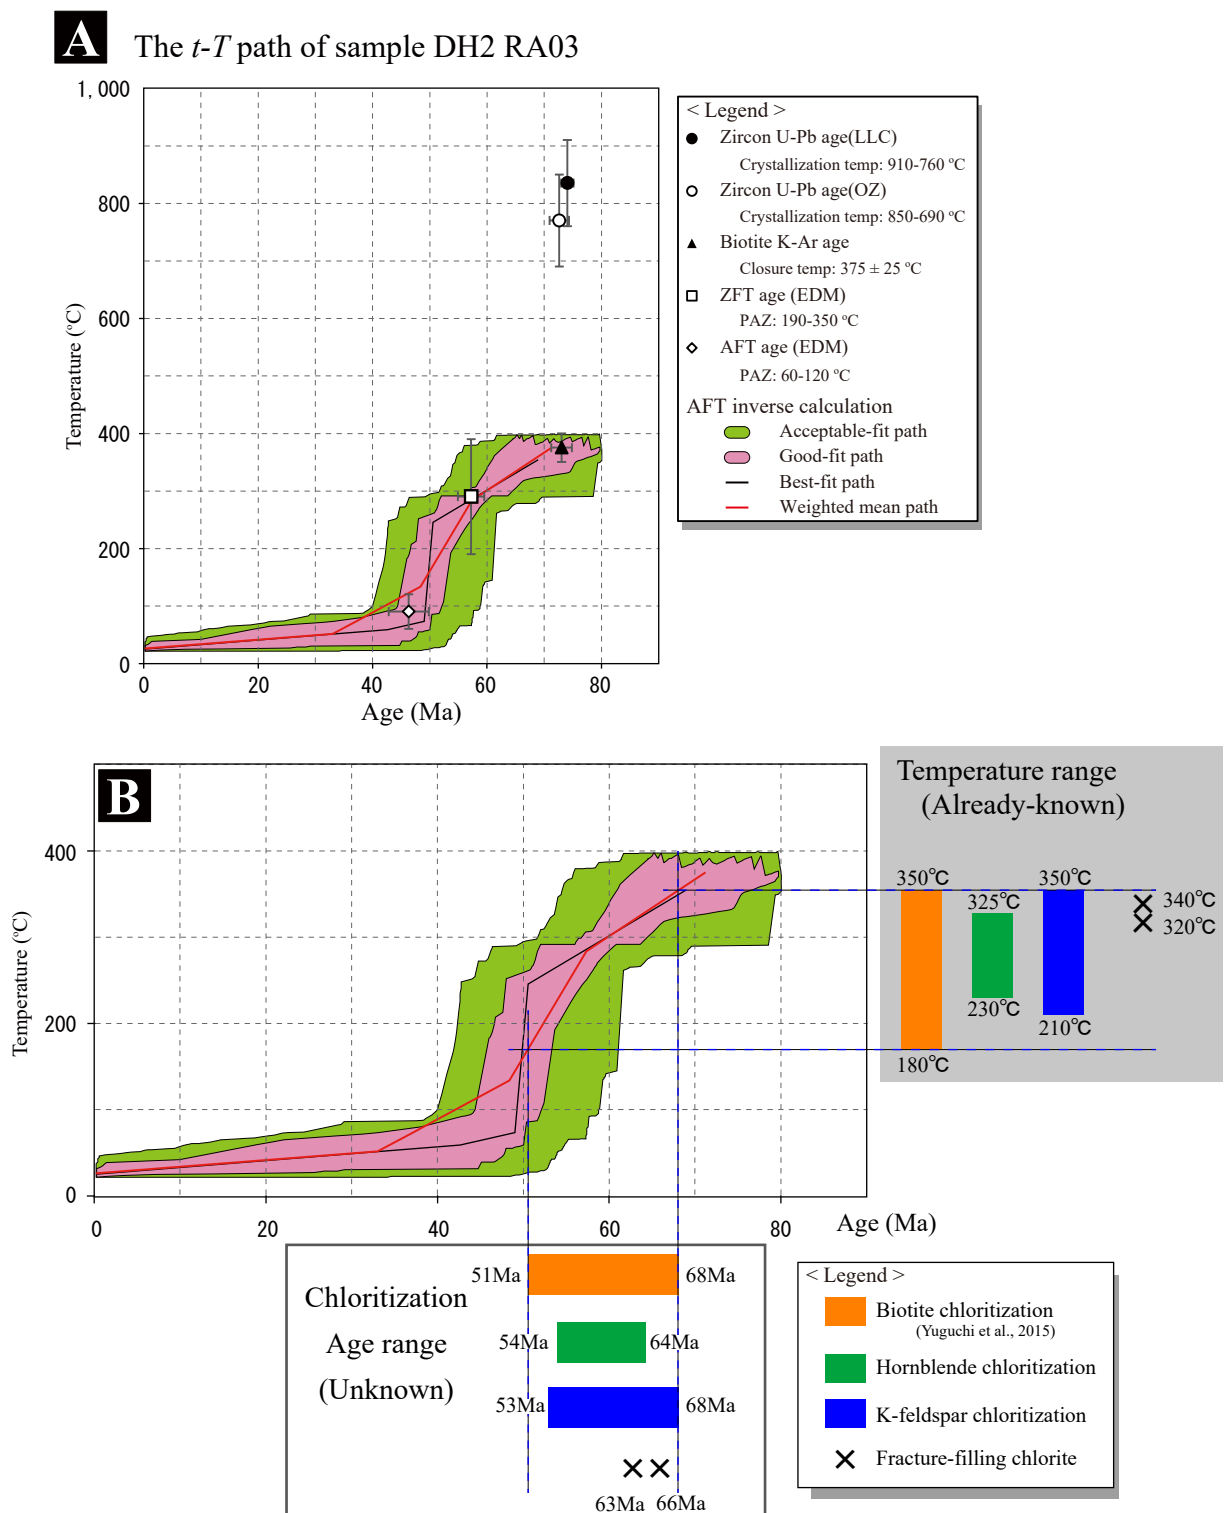 A The t-T path of sample DH2 RA03
1,000
800
600
400
200
0
Temperature (°C)
0 20 40 60 80
Age (Ma)
< Legend >
Zircon U-Pb age(LLC)
Crystallization temp: 910-760 °C
Zircon U-Pb age(OZ)
Crystallization temp: 850-690 °C
Biotite K-Ar age
Closure temp: 375 ± 25 °C
ZFT age (EDM)
PAZ: 190-350 °C
AFT age (EDM)
PAZ: 60-120 °C
AFT inverse calculation
Acceptable-fit path
Good-fit path
Best-fit path
Weighted mean path
B
400
200
0
Temperature (°C)
0 20 40 60 80
Age (Ma)
Temperature range
(Already-known)
350℃ 350℃
325℃ 340℃
320℃
230℃
210℃
180℃
Chloritization
Age range
(Unknown)
51Ma 68Ma
54Ma 64Ma
53Ma 68Ma
63Ma 66Ma
< Legend >
Biotite chloritization
(Yuguchi et al., 2015)
Hornblende chloritization
K-feldspar chloritization
Fracture-filling chlorite